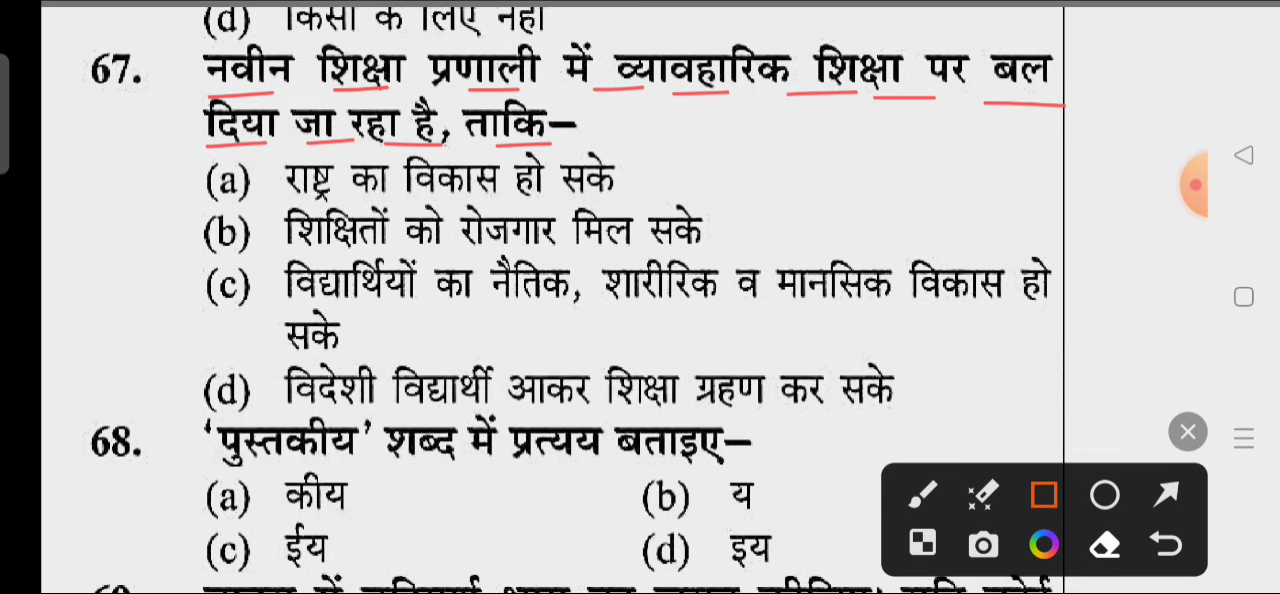 (d) किसी के लिए नहीं
67. नवीन शिक्षा प्रणाली में व्यावहारिक शिक्षा पर बल
दिया जा रहा है, ताकि–
(a) राष्ट्र का विकास हो सके
(b) शिक्षितों को रोजगार मिल सके
(c) विद्यार्थियों का नैतिक, शारीरिक व मानसिक विकास हो
सके
(d) विदेशी विद्यार्थी आकर शिक्षा ग्रहण कर सके
68. 'पुस्तकीय' शब्द में प्रत्यय बताइए–
(a) कीय (b) य
(c) ईय (d) इय